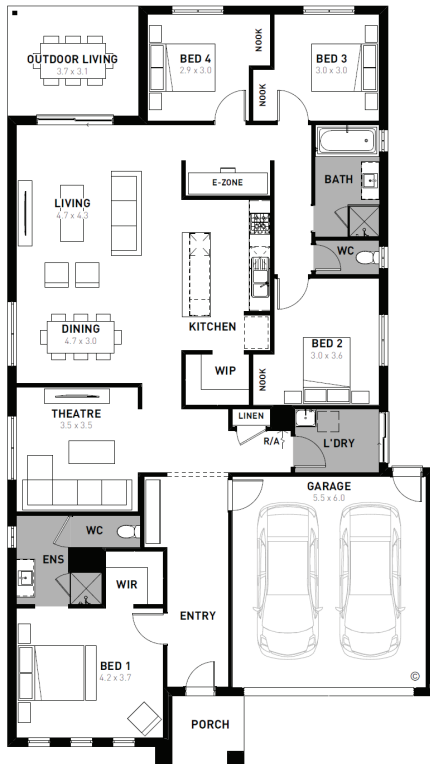 OUTDOOR LIVING
3.7 x 3.1
BED 4
2.9 x 3.0
NOOK
BED 3
3.0 x 3.0
NOOK
E-ZONE
BATH
LIVING
4.7 x 4.3
WC
DINING
4.7 x 3.0
KITCHEN
BED 2
3.0 x 3.6
WIP
NOOK
THEATRE
3.5 x 3.5
LINEN
R/A
L'DRY
GARAGE
5.5 x 6.0
WC
ENS
WIR
ENTRY
BED 1
4.2 x 3.7
©
PORCH